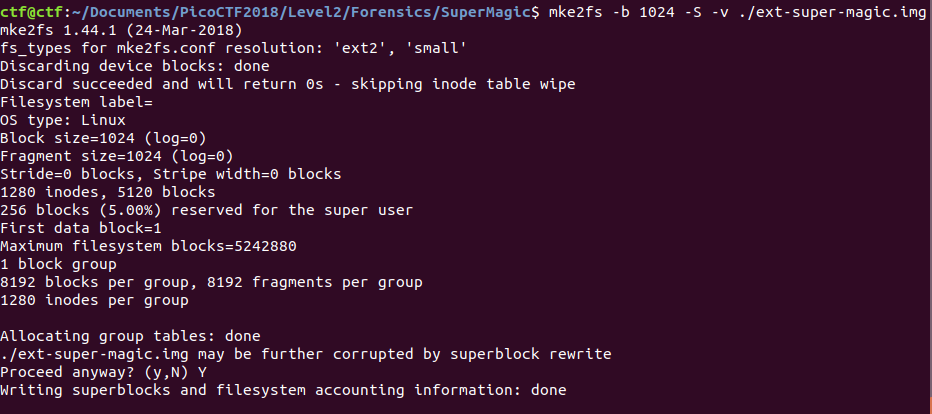 ctf@ctf:~/Documents/PicoCTF2018/Level2/Forensics/SuperMagic$ mke2fs -b 1024 -S -v ./ext-super-magic.img
mke2fs 1.44.1 (24-Mar-2018)
fs_types for mke2fs.conf resolution: 'ext2', 'small'
Discarding device blocks: done
Discard succeeded and will return 0s - skipping inode table wipe
Filesystem label=
OS type: Linux
Block size=1024 (log=0)
Fragment size=1024 (log=0)
Stride=0 blocks, Stripe width=0 blocks
1280 inodes, 5120 blocks
256 blocks (5.00%) reserved for the super user
First data block=1
Maximum filesystem blocks=5242880
1 block group
8192 blocks per group, 8192 fragments per group
1280 inodes per group
Allocating group tables: done
./ext-super-magic.img may be further corrupted by superblock rewrite
Proceed anyway? (y,N) Y
Writing superblocks and filesystem accounting information: done